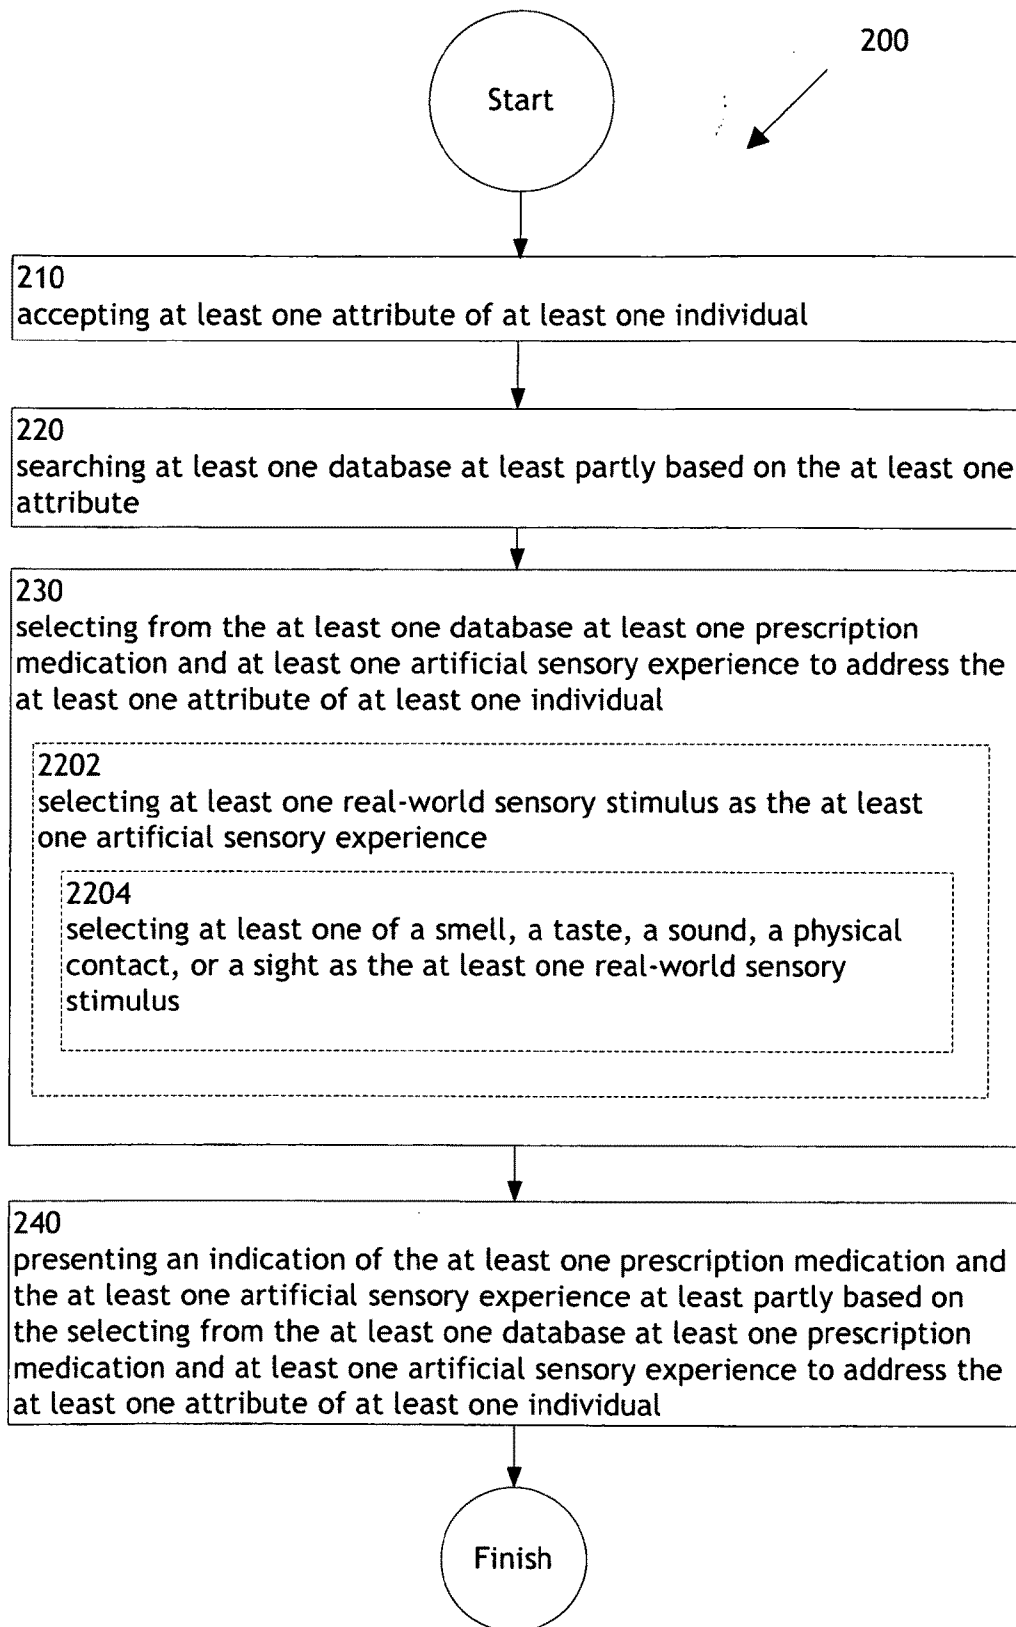 200
Start
210
accepting at least one attribute of at least one individual
220
searching at least one database at least partly based on the at least one
attribute
230
selecting from the at least one database at least one prescription
medication and at least one artificial sensory experience to address the
at least one attribute of at least one individual
2202
selecting at least one real-world sensory stimulus as the at least
one artificial sensory experience
2204
selecting at least one of a smell, a taste, a sound, a physical
contact, or a sight as the at least one real-world sensory
stimulus
240
presenting an indication of the at least one prescription medication and
the at least one artificial sensory experience at least partly based on
the selecting from the at least one database at least one prescription
medication and at least one artificial sensory experience to address the
at least one attribute of at least one individual
Finish